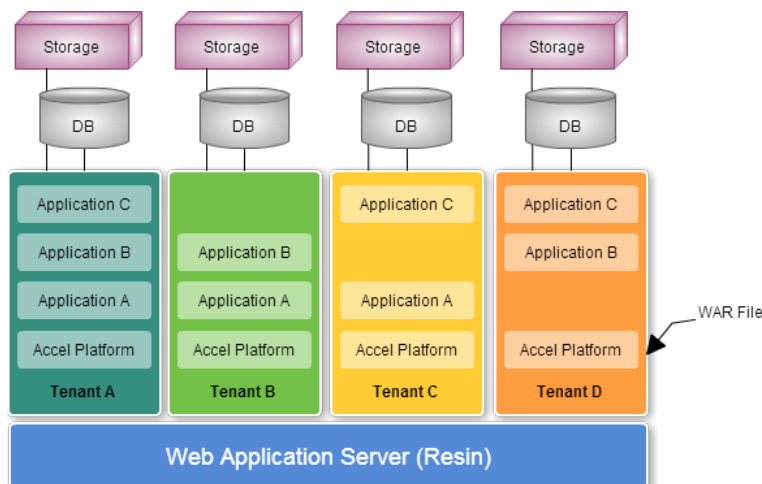 Storage
Storage
Storage
Storage
DB
DB
DB
DB
Application C
Application C
Application C
Application B
Application B
Application B
Application A
Application A
Application A
WAR File
Accel Platform
Accel Platform
Accel Platform
Accel Platform
Tenant A
Tenant B
Tenant C
Tenant D
Web Application Server (Resin)